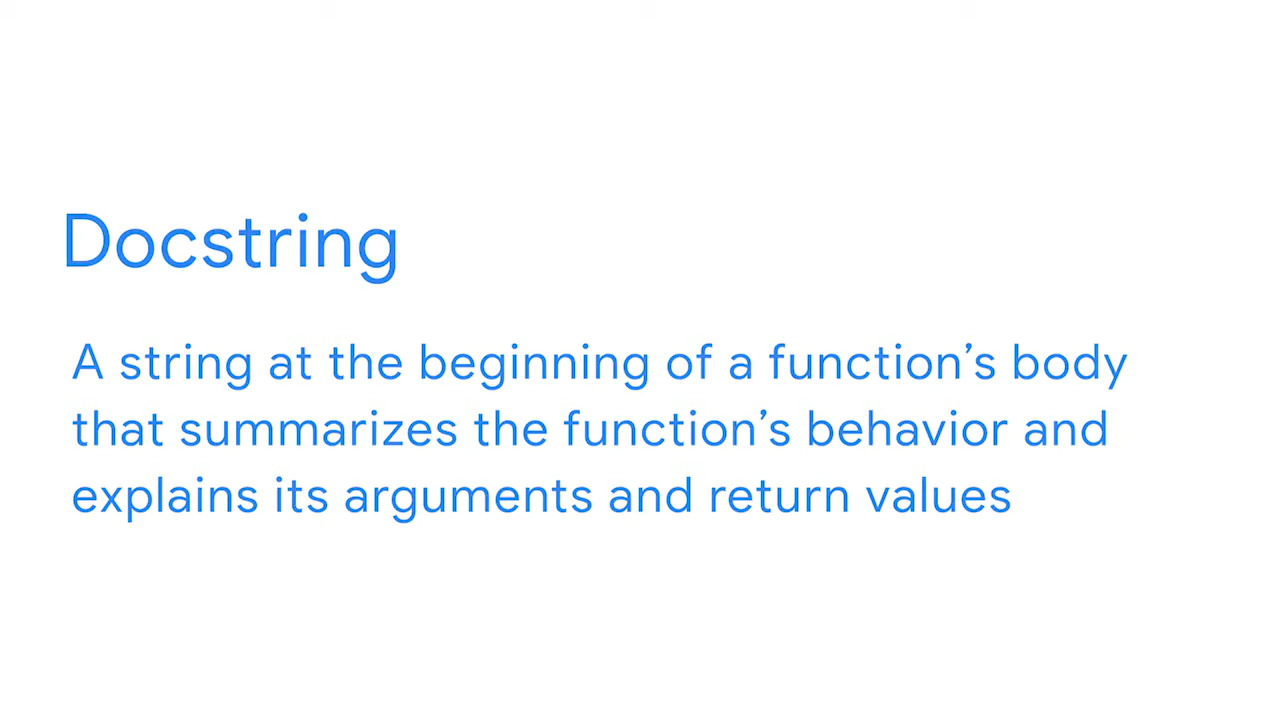 Docstring
A string at the beginning of a function’s body
that summarizes the function’s behavior and
explains its arguments and return values